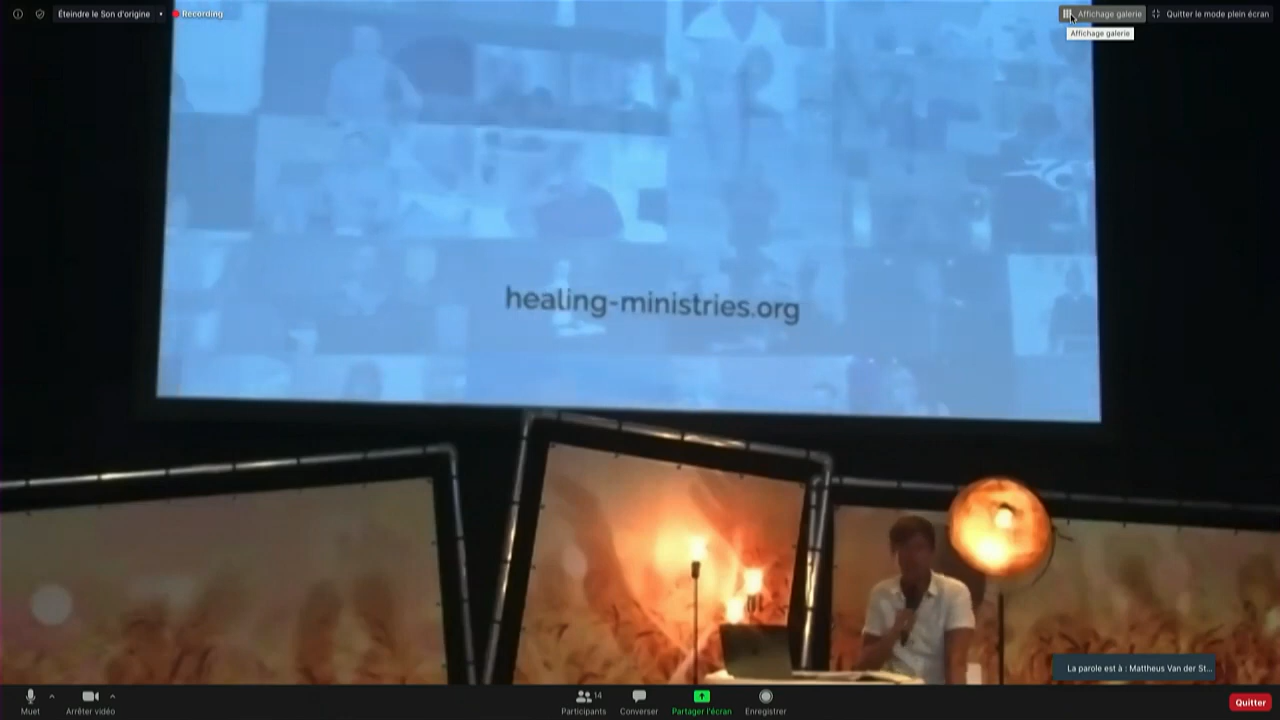 Éteindre le Son d'origine
Recording
Affichage galerie
Quitter le mode plein écran
Affichage galerie
healing-ministries.org
La parole est à : Mattheus Van der St...
Muet
Arrêter vidéo
14
Participants
Converser
Partager l'écran
Enregistrer
Quitter